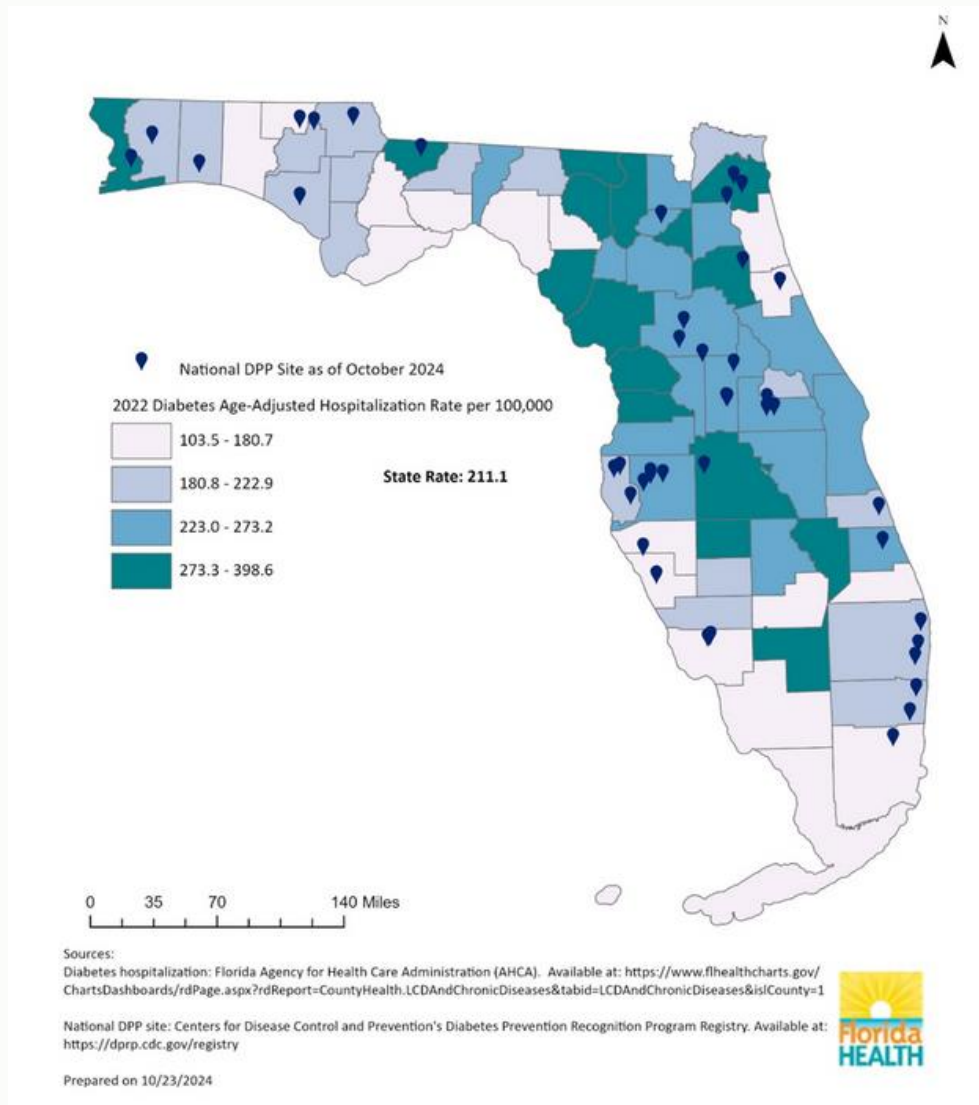 N
National DPP Site as of October 2024
2022 Diabetes Age-Adjusted Hospitalization Rate per 100,000
103.5 - 180.7
180.8 - 222.9
223.0 - 273.2
273.3 - 398.6
State Rate: 211.1
0 35 70 140 Miles
Sources:
Diabetes hospitalization: Florida Agency for Health Care Administration (AHCA). Available at: https://www.flhealthcharts.gov/
ChartsDashboards/rdPage.aspx?rdReport=CountyHealth.LCDAndChronicDiseases&tabid=LCDAndChronicDiseases&islCounty=1
National DPP site: Centers for Disease Control and Prevention's Diabetes Prevention Recognition Program Registry. Available at:
https://dprp.cdc.gov/registry
Prepared on 10/23/2024
Florida
HEALTH